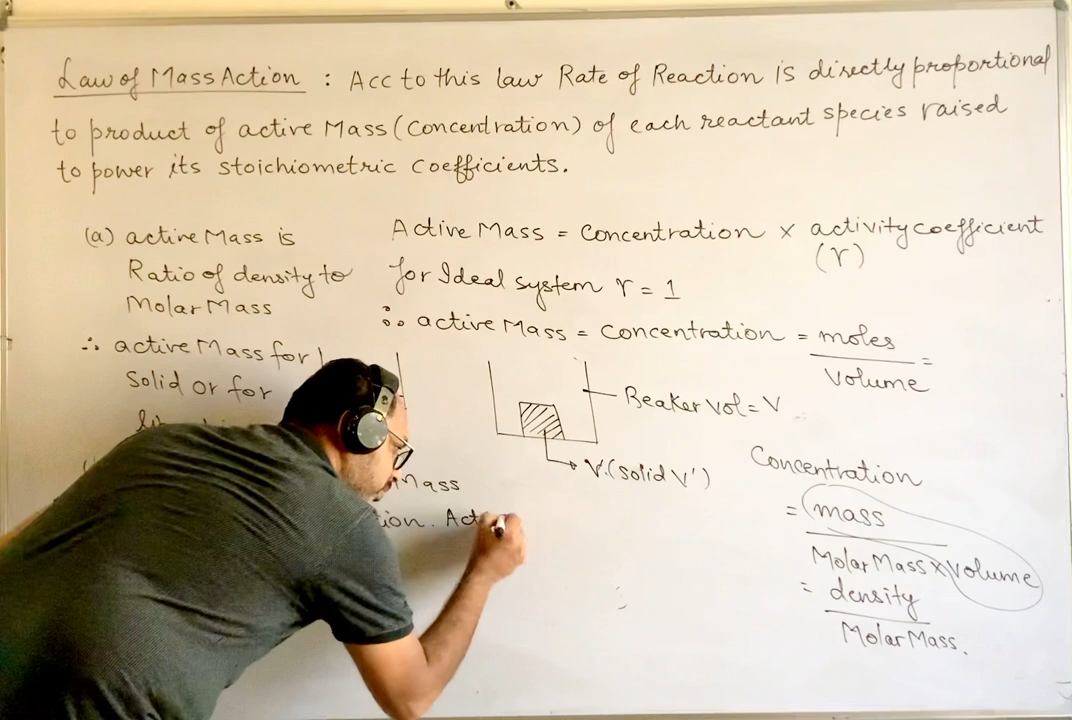 Law of Mass Action : Acc to this law Rate of Reaction is directly proportional
to product of active Mass (Concentration) of each reactant species raised
to power its stoichiometric coefficients.
(a) active Mass is
Ratio of density to
Molar Mass
∴ active Mass for
Solid or for
Mass
tion. Act
Active Mass = Concentration × activity coefficient
(γ)
for Ideal system γ = 1
∴ active Mass = Concentration = moles
Volume =
Beaker Vol = V
V.(Solid V')
Concentration
= mass
Molar Mass × Volume
= density
Molar Mass.